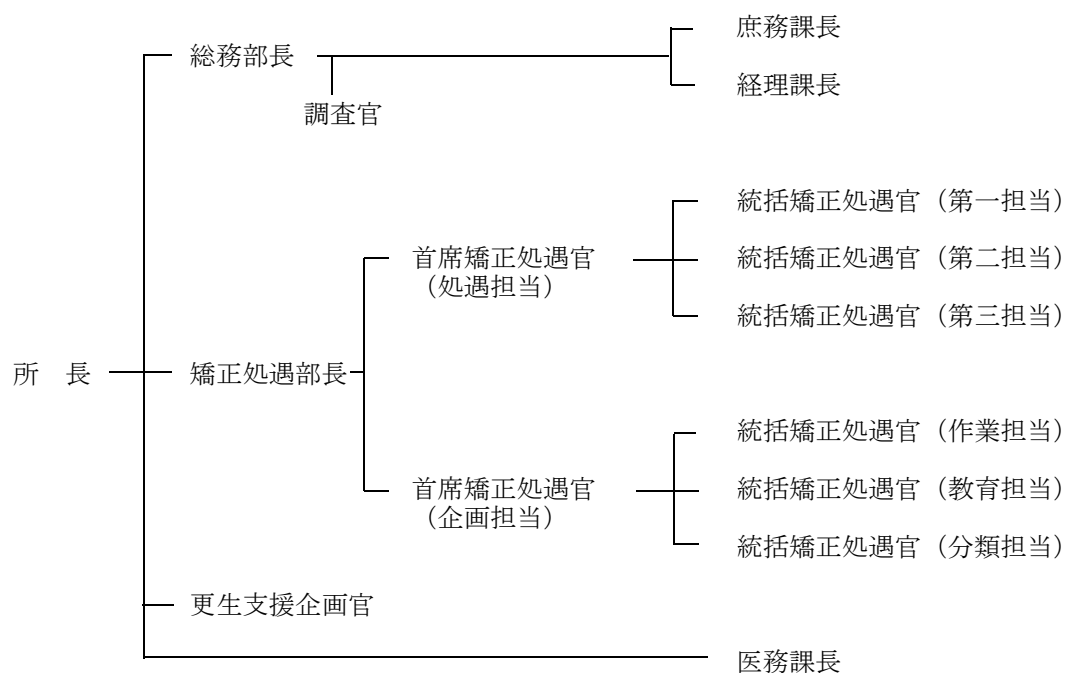 庶務課長
総務部長
経理課長
調査官
統括矯正処遇官（第一担当）
首席矯正処遇官
（処遇担当）
統括矯正処遇官（第二担当）
統括矯正処遇官（第三担当）
所　長
矯正処遇部長
統括矯正処遇官（作業担当）
首席矯正処遇官
（企画担当）
統括矯正処遇官（教育担当）
統括矯正処遇官（分類担当）
更生支援企画官
医務課長